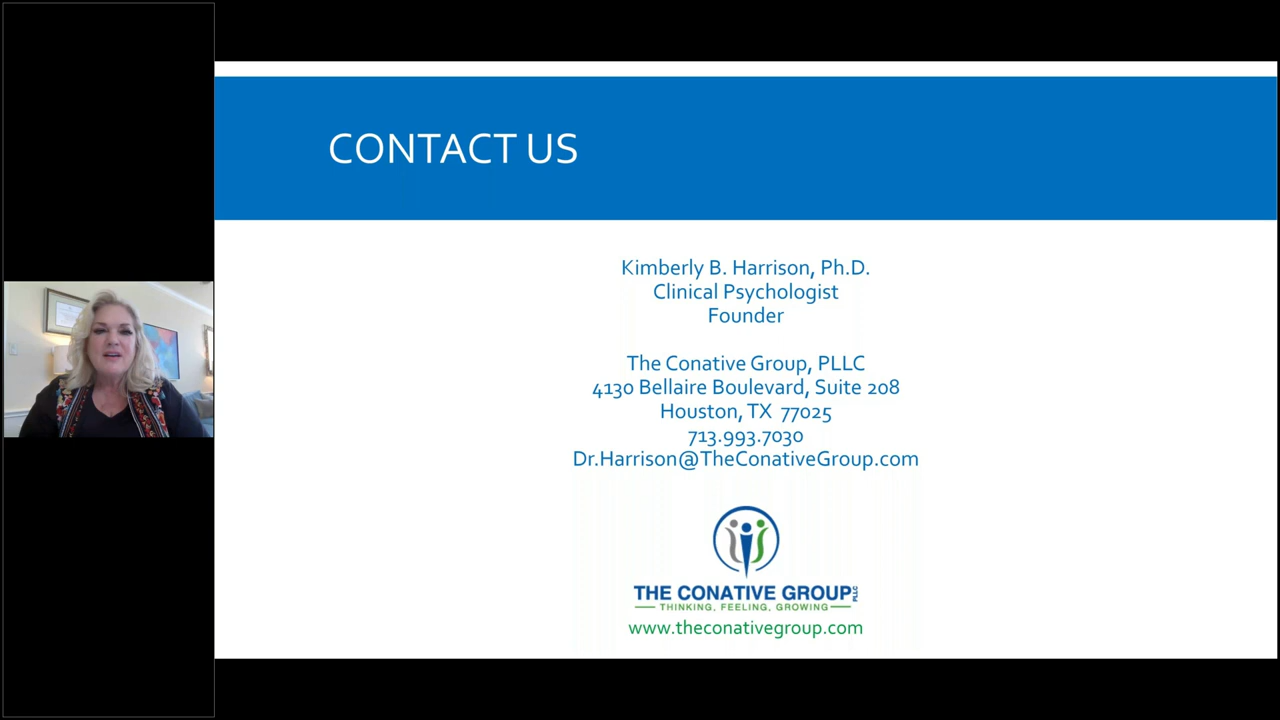 CONTACT US
Kimberly B. Harrison, Ph.D.
Clinical Psychologist
Founder
The Conative Group, PLLC
4130 Bellaire Boulevard, Suite 208
Houston, TX 77025
713.993.7030
Dr.Harrison@TheConativeGroup.com
THE CONATIVE GROUP PLLC
THINKING, FEELING, GROWING
www.theconativegroup.com